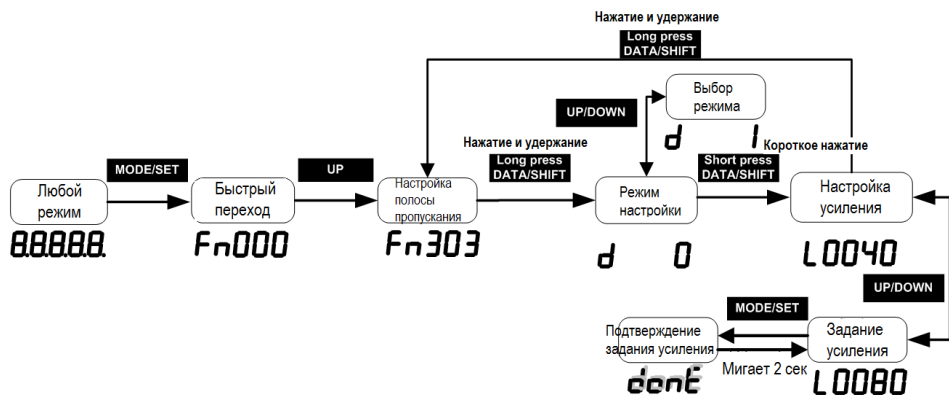 Нажатие и удержание
Long press
DATA/SHIFT
Выбор
режима
UP/DOWN
d 1
Нажатие и удержание
Long press
DATA/SHIFT
Short press
DATA/SHIFT
Короткое нажатие
MODE/SET
UP
Любой
режим
Быстрый
переход
Настройка
полосы
пропускания
Режим
настройки
Настройка
усиления
8.8.8.8.8.
Fn000
Fn303
d 0
L0040
UP/DOWN
MODE/SET
Подтверждение
задания усиления
Задание
усиления
Мигает 2 сек
donE
L0080